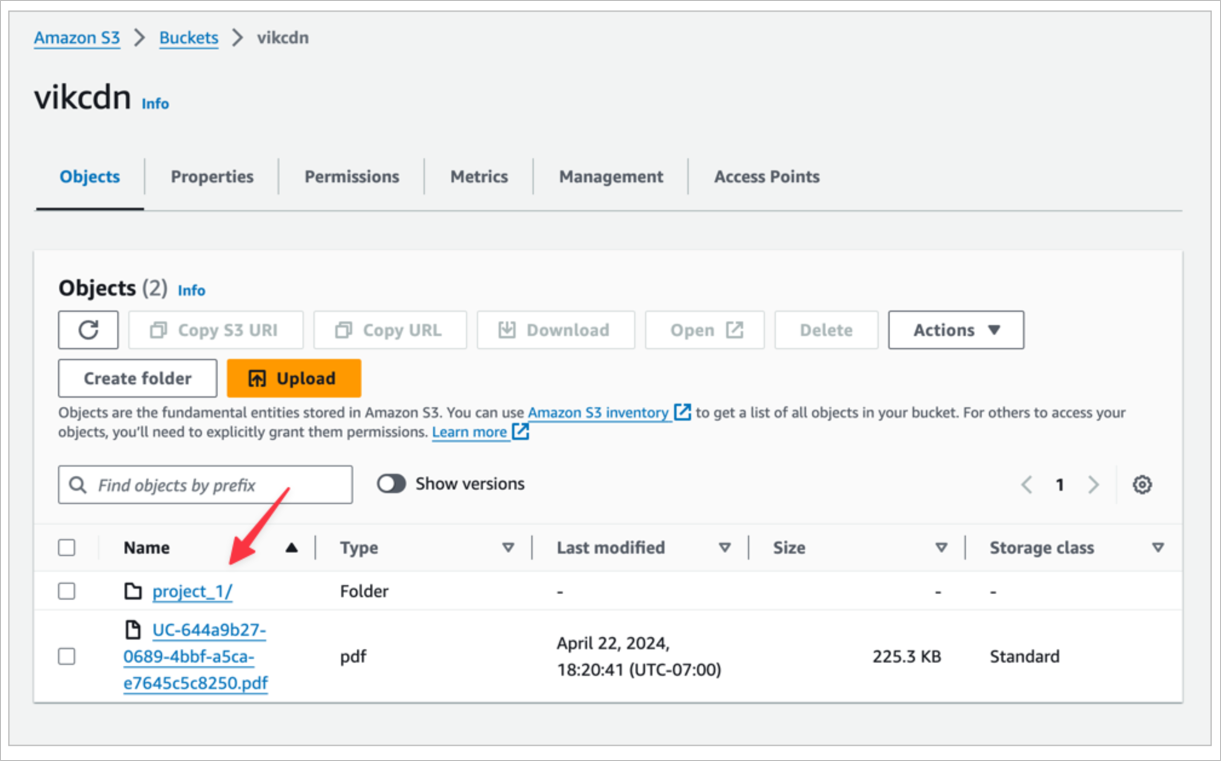 Amazon S3 > Buckets > vikcdn
vikcdn Info
Objects Properties Permissions Metrics Management Access Points
Objects (2) Info
Copy S3 URI Copy URL Download Open Delete Actions
Create folder Upload
Objects are the fundamental entities stored in Amazon S3. You can use Amazon S3 inventory to get a list of all objects in your bucket. For others to access your
objects, you'll need to explicitly grant them permissions. Learn more
Find objects by prefix Show versions 1
Name Type Last modified Size Storage class
project_1/ Folder - - -
UC-644a9b27-
0689-4bbf-a5ca-
e7645c5c8250.pdf
pdf
April 22, 2024,
18:20:41 (UTC-07:00)
225.3 KB
Standard